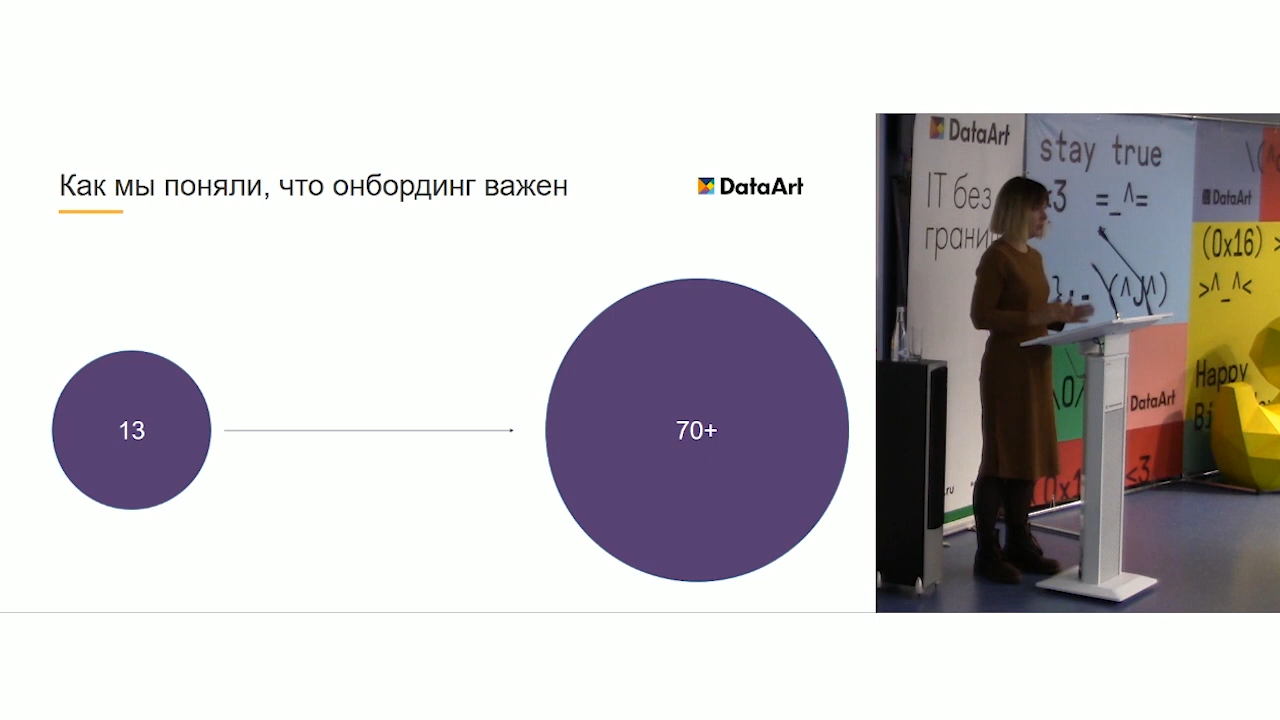 Как мы поняли, что онбординг важен
DataArt
13
70+
DataArt
IT без
stay true
=_^=
DataArt
(0x16)
>^_^<
Happy
DataArt
<3